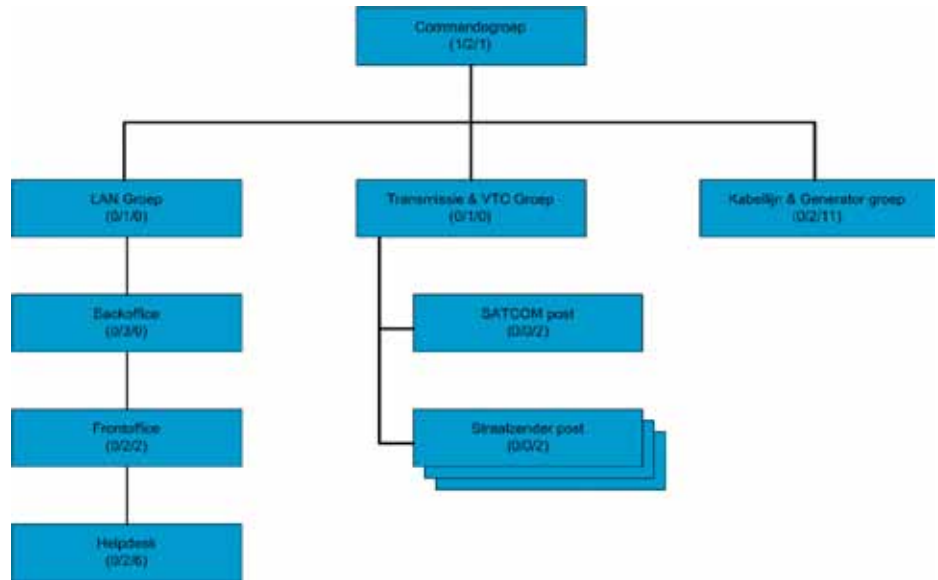 Commandogroep
(1/2/1)
LAN Groep
(0/1/0)
Transmissie & VTC Groep
(0/1/0)
Kabellijn & Generator groep
(0/2/11)
Backoffice
(0/3/0)
SATCOM post
(0/0/2)
Frontoffice
(0/2/2)
Straalzender post
(0/0/2)
Helpdesk
(0/2/6)